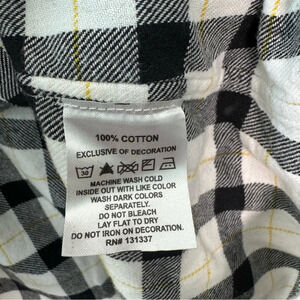 100% COTTON
EXCLUSIVE OF DECORATION
30
MACHINE WASH COLD
INSIDE OUT WITH LIKE COLOR
WASH DARK COLORS
SEPARATELY.
DO NOT BLEACH
LAY FLAT TO DRY
DO NOT IRON ON DECORATION.
RN# 131337